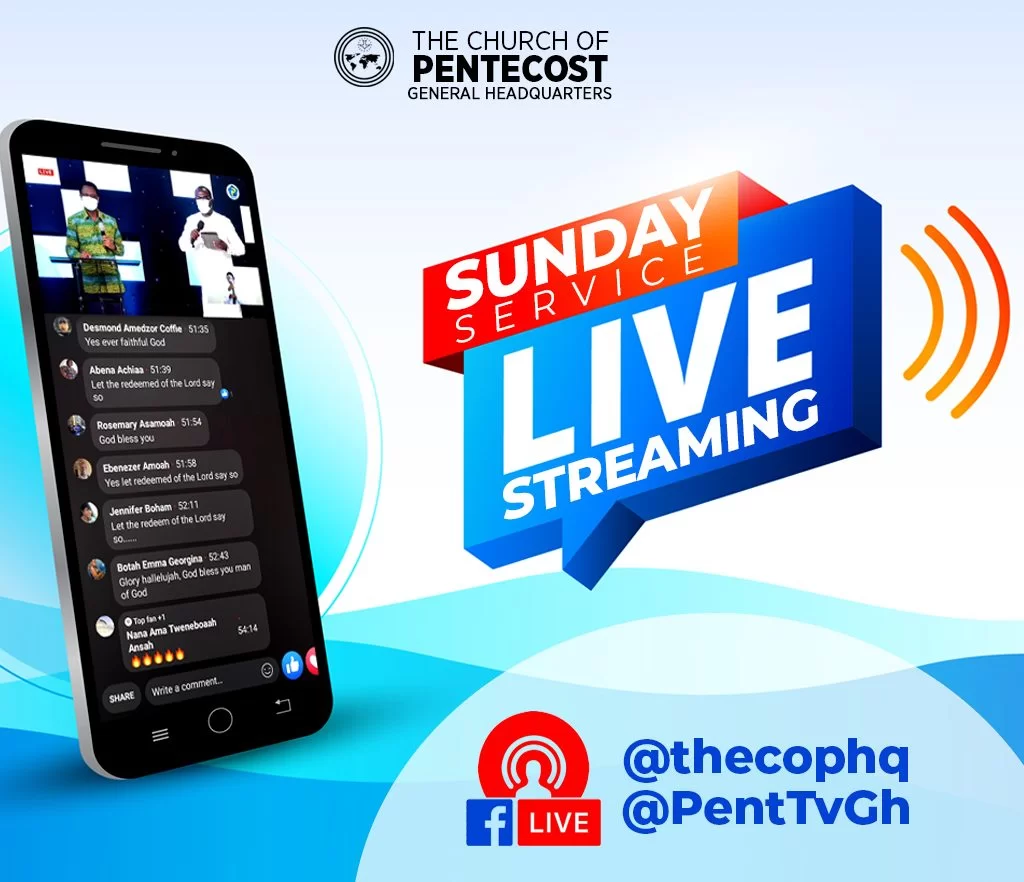 THE CHURCH OF
PENTECOST
GENERAL HEADQUARTERS
LIVE
Desmond Amedzor Coffie · 51:35
Yes ever faithful God
Abena Achiaa · 51:39
Let the redeemed of the Lord say
so
Rosemary Asamoah · 51:54
God bless you
Ebenezer Amoah · 51:58
Yes let redeemed of the Lord say so
Jennifer Boham · 52:11
Let the redeem of the Lord say
so......
Botah Emma Georgina · 52:43
Glory hallelujah, God bless you man
of God
Top fan +1
Nana Ama Tweneboaah
Ansah
54:14
🔥🔥🔥🔥🔥
SHARE
Write a comment...
SUNDAY
SERVICE
LIVE
STREAMING
f LIVE
@thecophq
@PentTvGh